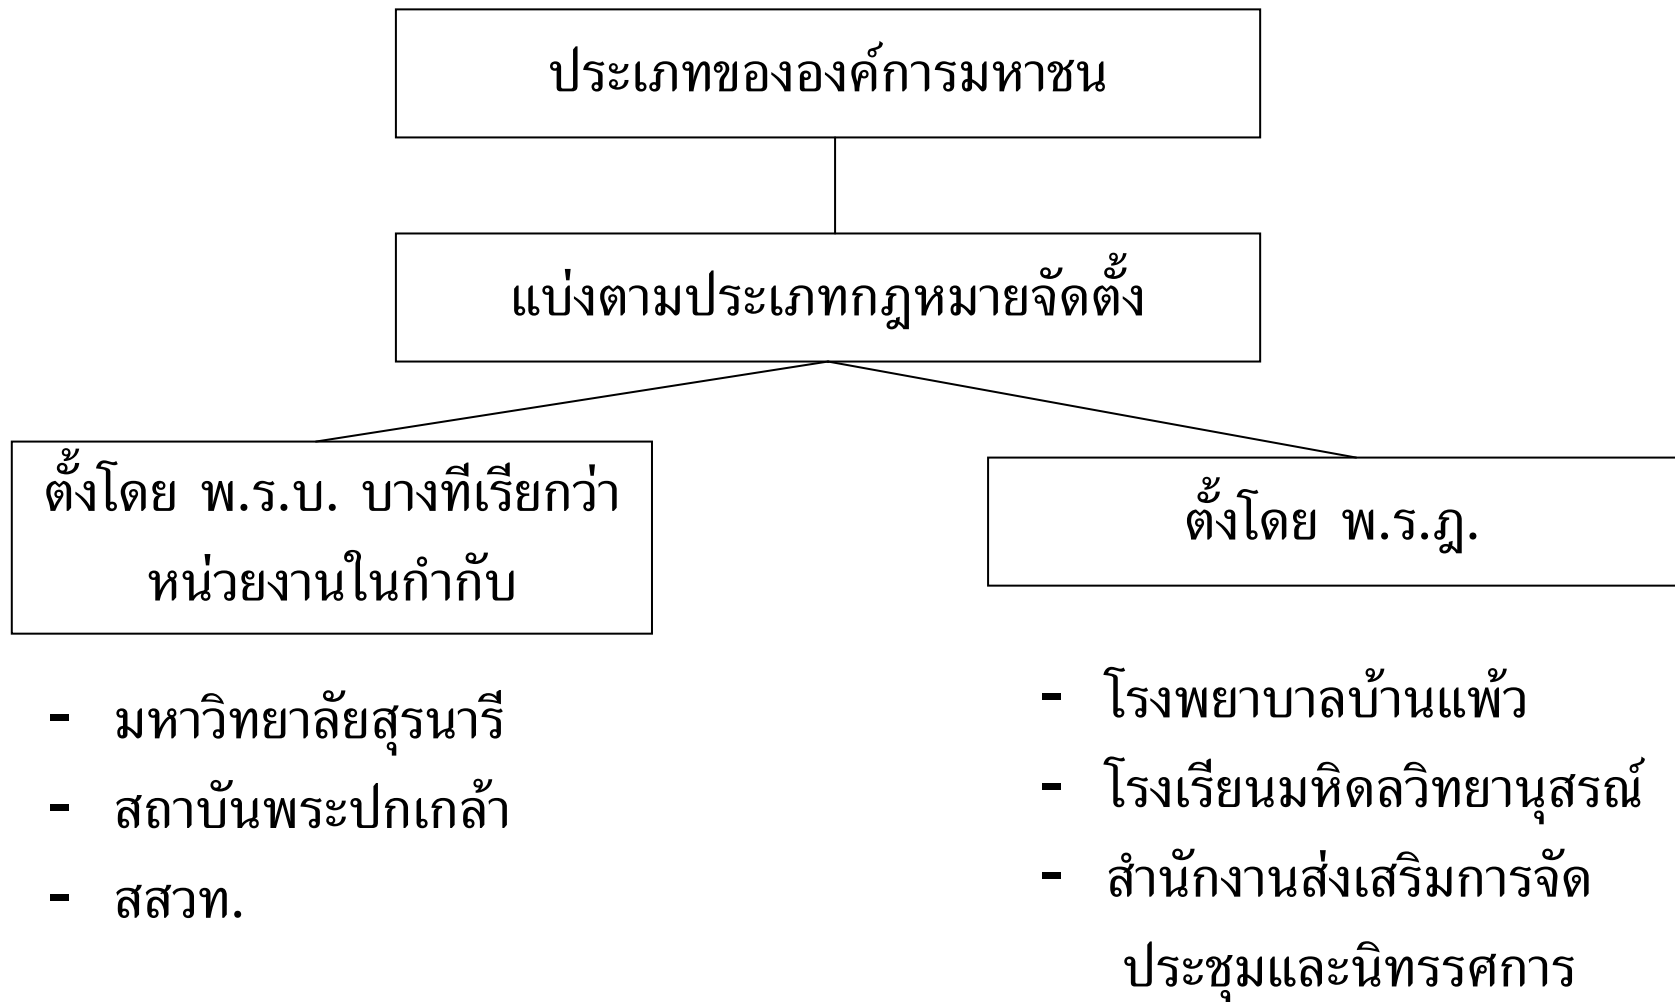 ประเภทขององค์การมหาชน
แบ่งตามประเภทกฎหมายจัดตั้ง
ตั้งโดย พ.ร.บ. บางทีเรียกว่า
หน่วยงานในกำกับ
- มหาวิทยาลัยสุรนารี
- สถาบันพระปกเกล้า
- สสวท.
ตั้งโดย พ.ร.ฎ.
- โรงพยาบาลบ้านแพ้ว
- โรงเรียนมหิดลวิทยานุสรณ์
- สำนักงานส่งเสริมการจัด
ประชุมและนิทรรศการ